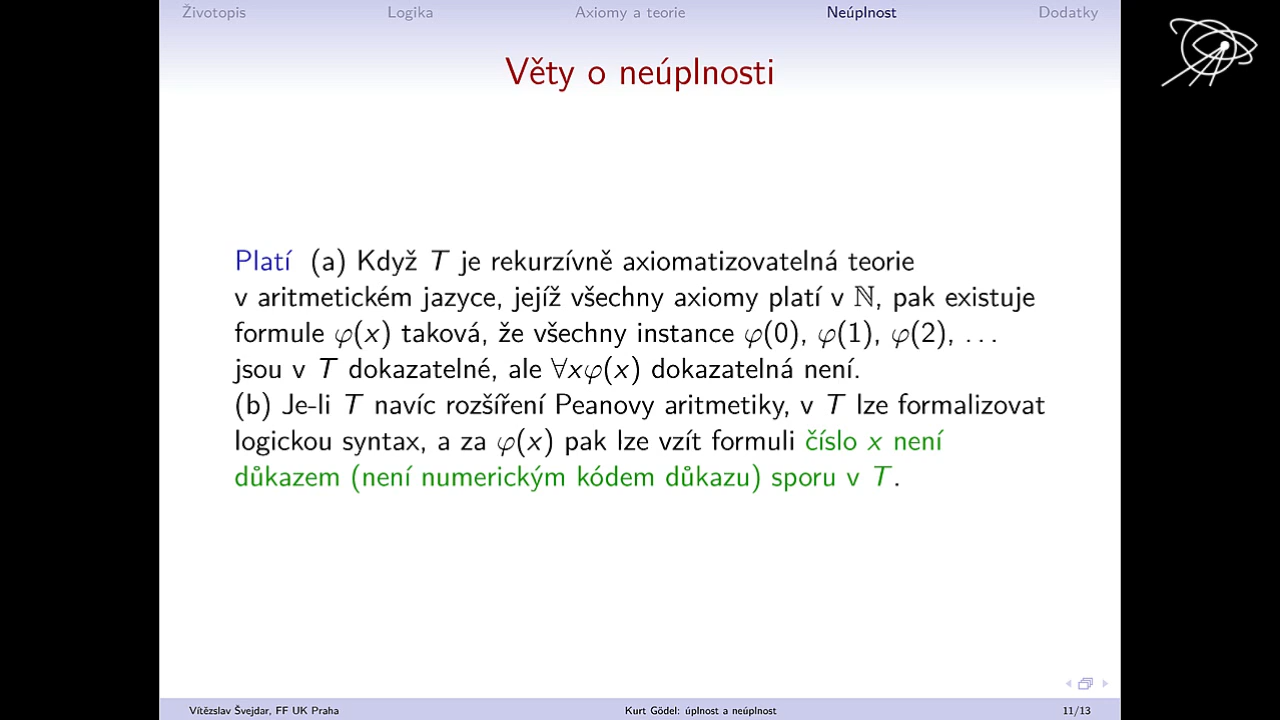 Životopis Logika Axiomy a teorie Neúplnost Dodatky
Věty o neúplnosti
Platí (a) Když T je rekurzívně axiomatizovatelná teorie
v aritmetickém jazyce, jejíž všechny axiomy platí v ℕ, pak existuje
formule φ(x) taková, že všechny instance φ(0), φ(1), φ(2), ...
jsou v T dokazatelné, ale ∀xφ(x) dokazatelná není.
(b) Je-li T navíc rozšíření Peanovy aritmetiky, v T lze formalizovat
logickou syntax, a za φ(x) pak lze vzít formuli číslo x není
důkazem (není numerickým kódem důkazu) sporu v T.
Vítězslav Švejdar, FF UK Praha Kurt Gödel: úplnost a neúplnost 11/13